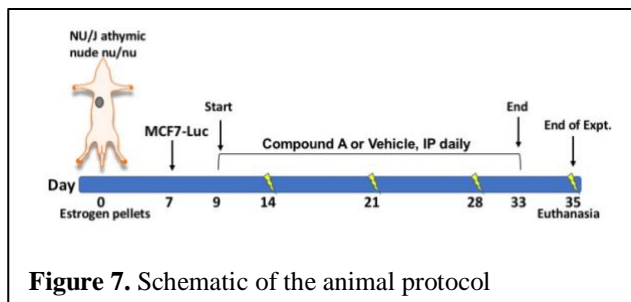 NU/J athymic
nude nu/nu
Start
End
MCF7-Luc
Compound A or Vehicle, IP daily
End of Expt.
Day
0 7 9 14 21 28 33 35
Estrogen pellets
Euthanasia
Figure 7. Schematic of the animal protocol